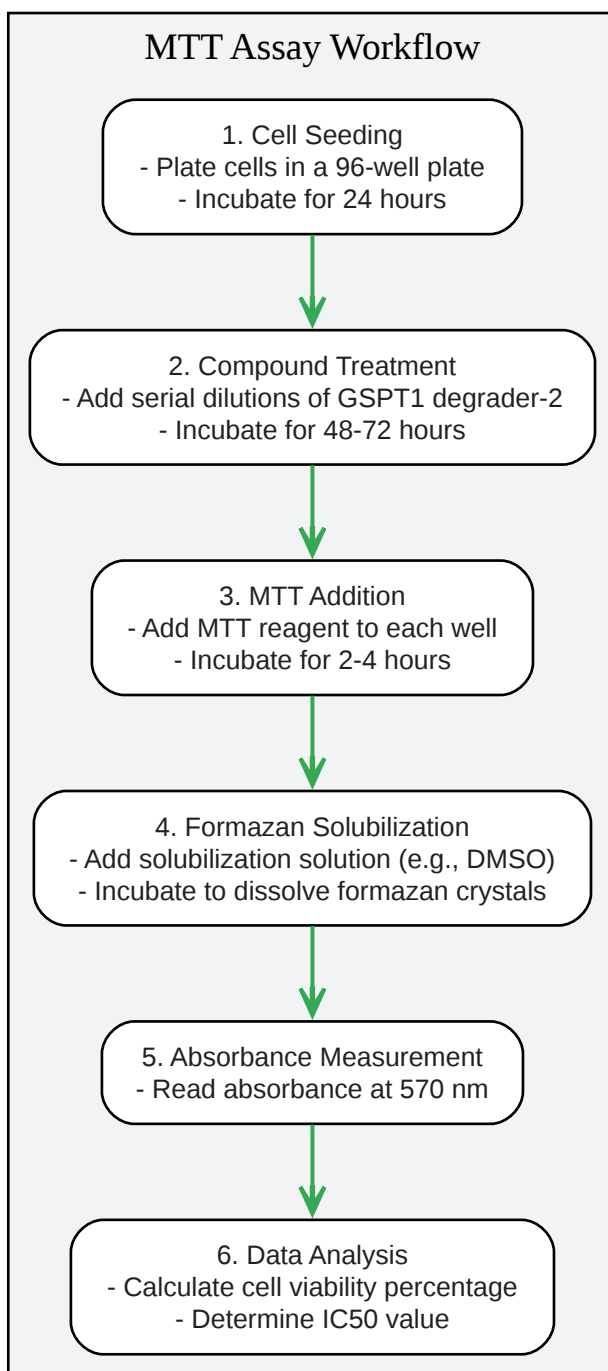 MTT Assay Workflow
1. Cell Seeding
- Plate cells in a 96-well plate
- Incubate for 24 hours
2. Compound Treatment
- Add serial dilutions of GSPT1 degrader-2
- Incubate for 48-72 hours
3. MTT Addition
- Add MTT reagent to each well
- Incubate for 2-4 hours
4. Formazan Solubilization
- Add solubilization solution (e.g., DMSO)
- Incubate to dissolve formazan crystals
5. Absorbance Measurement
- Read absorbance at 570 nm
6. Data Analysis
- Calculate cell viability percentage
- Determine IC50 value